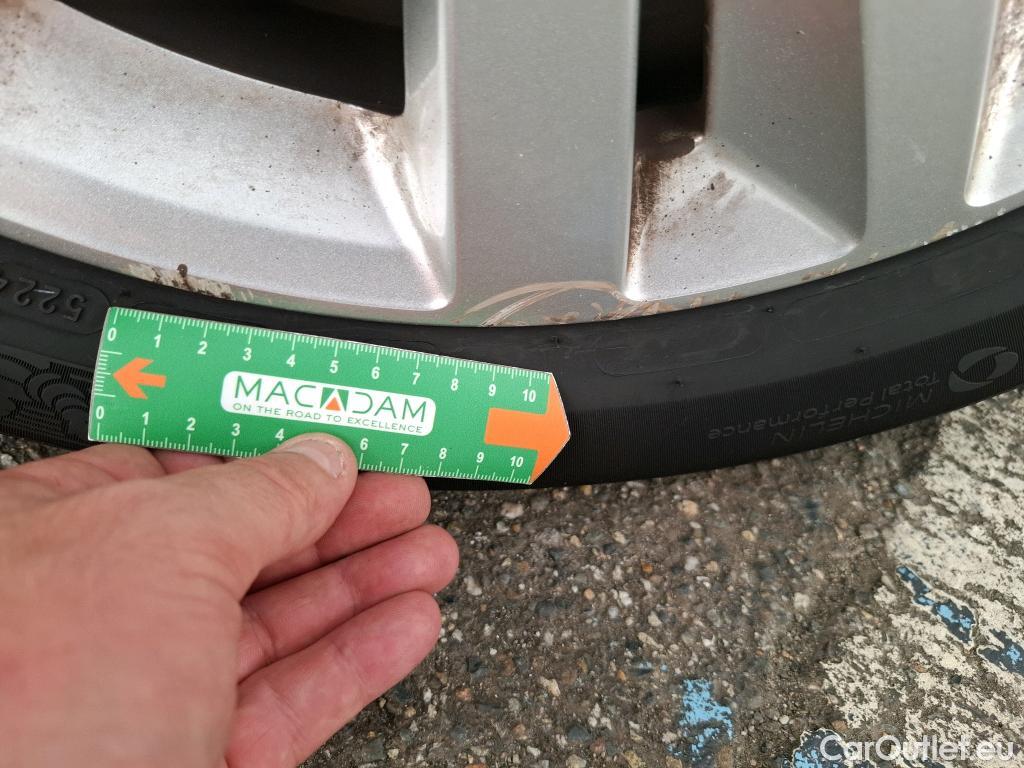 522
0 1 2 3 4 5 6 7 8 9 10
MACADAM
ON THE ROAD TO EXCELLENCE
0 1 2 3 4 6 7 8 9 10
MICHELIN
Total Performance
CarOutlet.eu